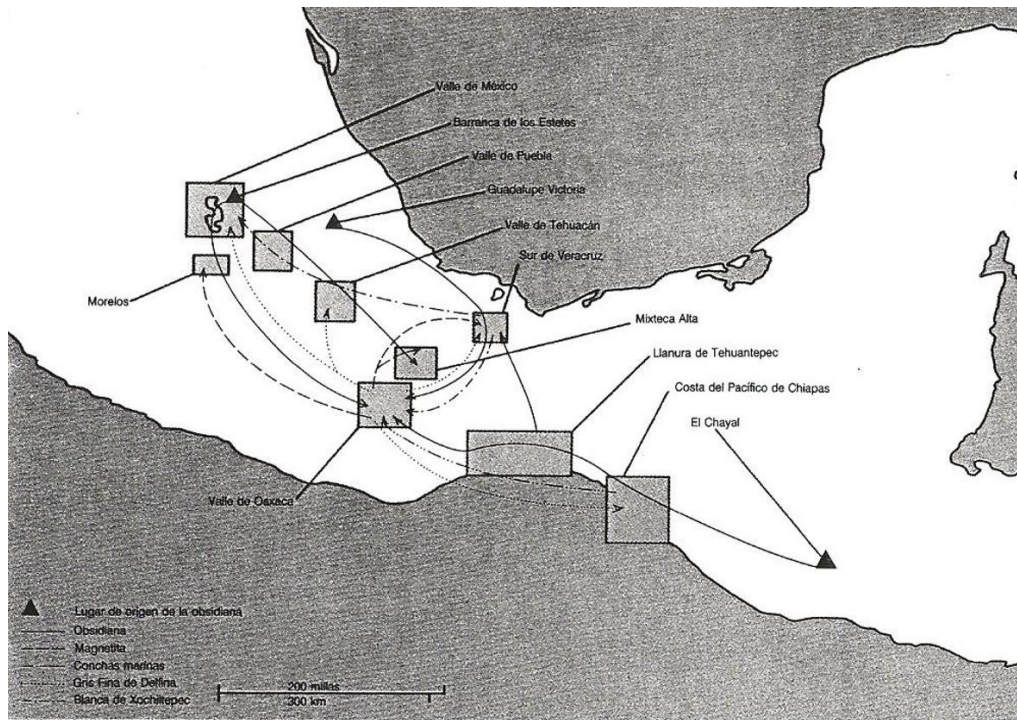 Valle de México
Barranca de los Estetes
Valle de Puebla
Guadalupe Victoria
Valle de Tehuacán
Sur de Veracruz
Morelos
Mixteca Alta
Llanura de Tehuantepec
Costa del Pacífico de Chiapas
El Chayal
Valle de Oaxaca
Lugar de origen de la obsidiana
Obsidiana
Magnetita
Conchas marinas
Gris Fina de Delfina
Blanca de Xochiltepec
200 millas
300 km